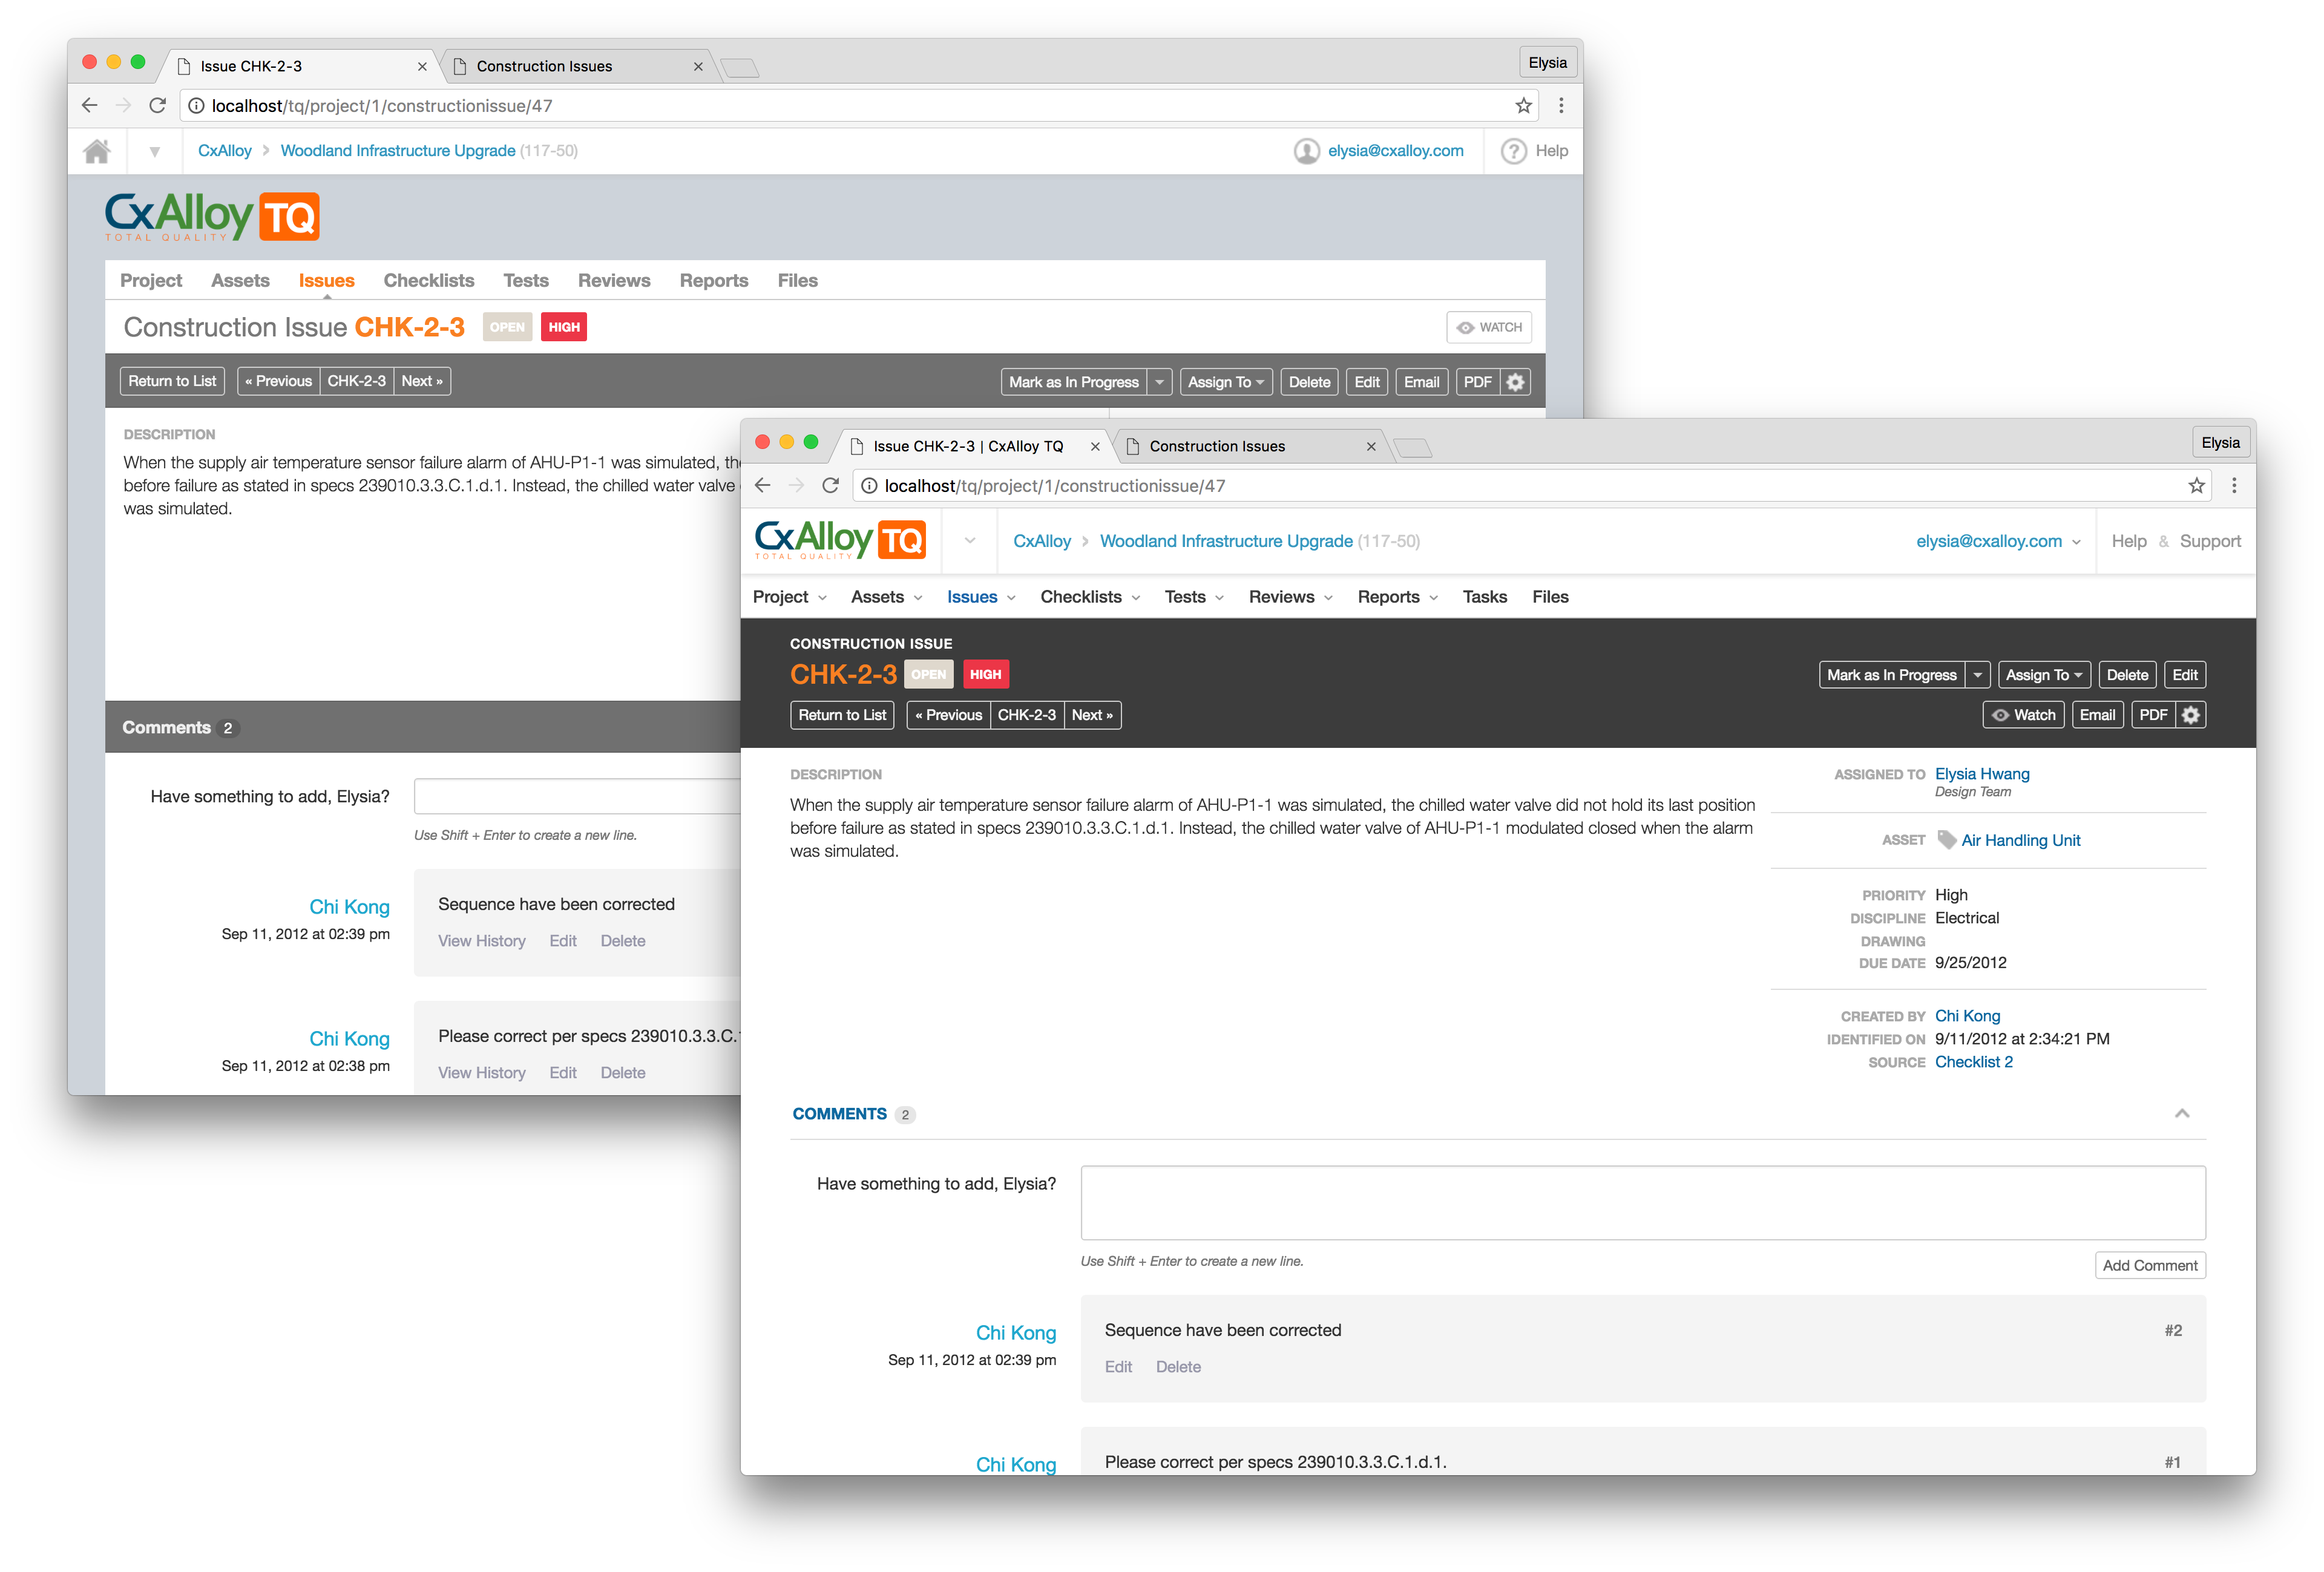 Issue CHK-2-3
Construction Issues
Elysia
localhost/tq/project/1/constructionissue/47
CxAlloy > Woodland Infrastructure Upgrade (117-50)
elysia@cxalloy.com
? Help
CxAlloy TQ
TOTAL QUALITY
Project Assets Issues Checklists Tests Reviews Reports Files
Construction Issue CHK-2-3 OPEN HIGH
WATCH
Return to List « Previous CHK-2-3 Next »
Mark as In Progress Assign To Delete Edit Email PDF
DESCRIPTION
When the supply air temperature sensor failure alarm of AHU-P1-1 was simulated, th
before failure as stated in specs 239010.3.3.C.1.d.1. Instead, the chilled water valve
was simulated.
Comments 2
Have something to add, Elysia?
Use Shift + Enter to create a new line.
Chi Kong
Sep 11, 2012 at 02:39 pm
Sequence have been corrected
View History Edit Delete
Chi Kong
Sep 11, 2012 at 02:38 pm
Please correct per specs 239010.3.3.C.
View History Edit Delete
Issue CHK-2-3 | CxAlloy TQ
Construction Issues
Elysia
localhost/tq/project/1/constructionissue/47
CxAlloy TQ
TOTAL QUALITY
CxAlloy > Woodland Infrastructure Upgrade (117-50)
elysia@cxalloy.com
Help & Support
Project Assets Issues Checklists Tests Reviews Reports Tasks Files
CONSTRUCTION ISSUE
CHK-2-3 OPEN HIGH
Mark as In Progress Assign To Delete Edit
Return to List « Previous CHK-2-3 Next »
Watch Email PDF
DESCRIPTION
When the supply air temperature sensor failure alarm of AHU-P1-1 was simulated, the chilled water valve did not hold its last position
before failure as stated in specs 239010.3.3.C.1.d.1. Instead, the chilled water valve of AHU-P1-1 modulated closed when the alarm
was simulated.
ASSIGNED TO Elysia Hwang
Design Team
ASSET Air Handling Unit
PRIORITY High
DISCIPLINE Electrical
DRAWING
DUE DATE 9/25/2012
CREATED BY Chi Kong
IDENTIFIED ON 9/11/2012 at 2:34:21 PM
SOURCE Checklist 2
COMMENTS 2
Have something to add, Elysia?
Use Shift + Enter to create a new line.
Add Comment
Chi Kong
Sep 11, 2012 at 02:39 pm
Sequence have been corrected
#2
Edit Delete
Chi Kong
Please correct per specs 239010.3.3.C.1.d.1.
#1